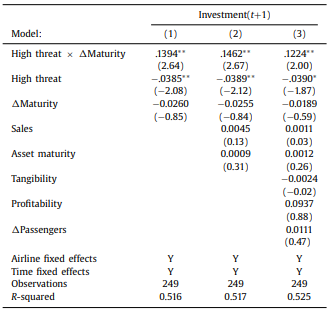 Investment(t+1)
Model: (1) (2) (3)
High threat × ΔMaturity .1394** .1462** .1224**
(2.64) (2.67) (2.00)
High threat −.0385** −.0389** −.0390*
(−2.08) (−2.12) (−1.87)
ΔMaturity −0.0260 −0.0255 −0.0189
(−0.85) (−0.84) (−0.59)
Sales 0.0045 0.0011
(0.13) (0.03)
Asset maturity 0.0009 0.0012
(0.31) (0.26)
Tangibility −0.0024
(−0.02)
Profitability 0.0937
(0.88)
ΔPassengers 0.0111
(0.47)
Airline fixed effects Y Y Y
Time fixed effects Y Y Y
Observations 249 249 249
R-squared 0.516 0.517 0.525